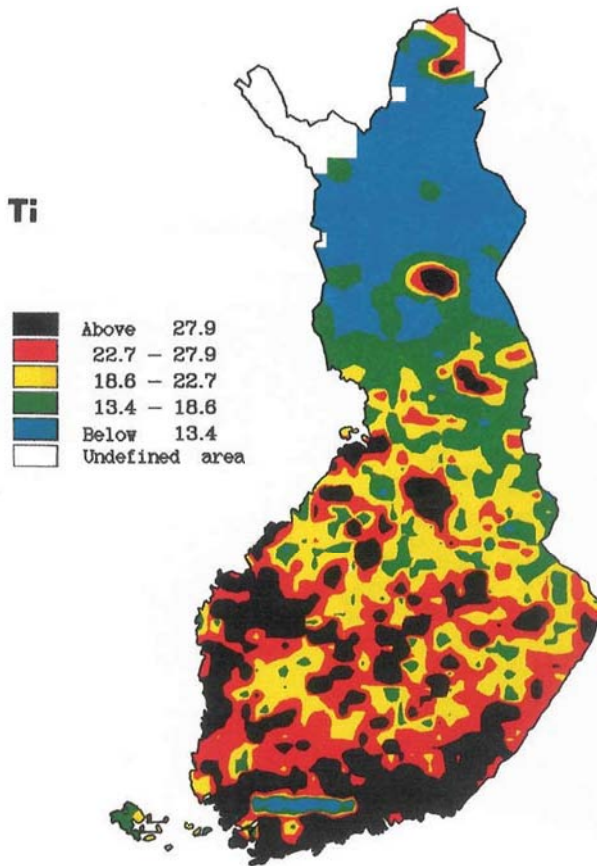 Ti
Above 27.9
22.7 – 27.9
18.6 – 22.7
13.4 – 18.6
Below 13.4
Undefined area